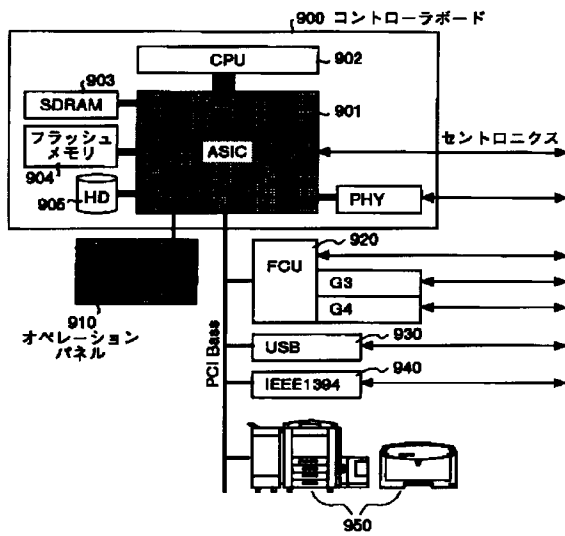 900 コントローラボード
CPU
902
903
SDRAM
901
フラッシュ
メモリ
904
ASIC
セントロニクス
905
HD
PHY
920
FCU
G3
G4
910
オペレーション
パネル
930
USB
PCI Bass
940
IEEE1394
950